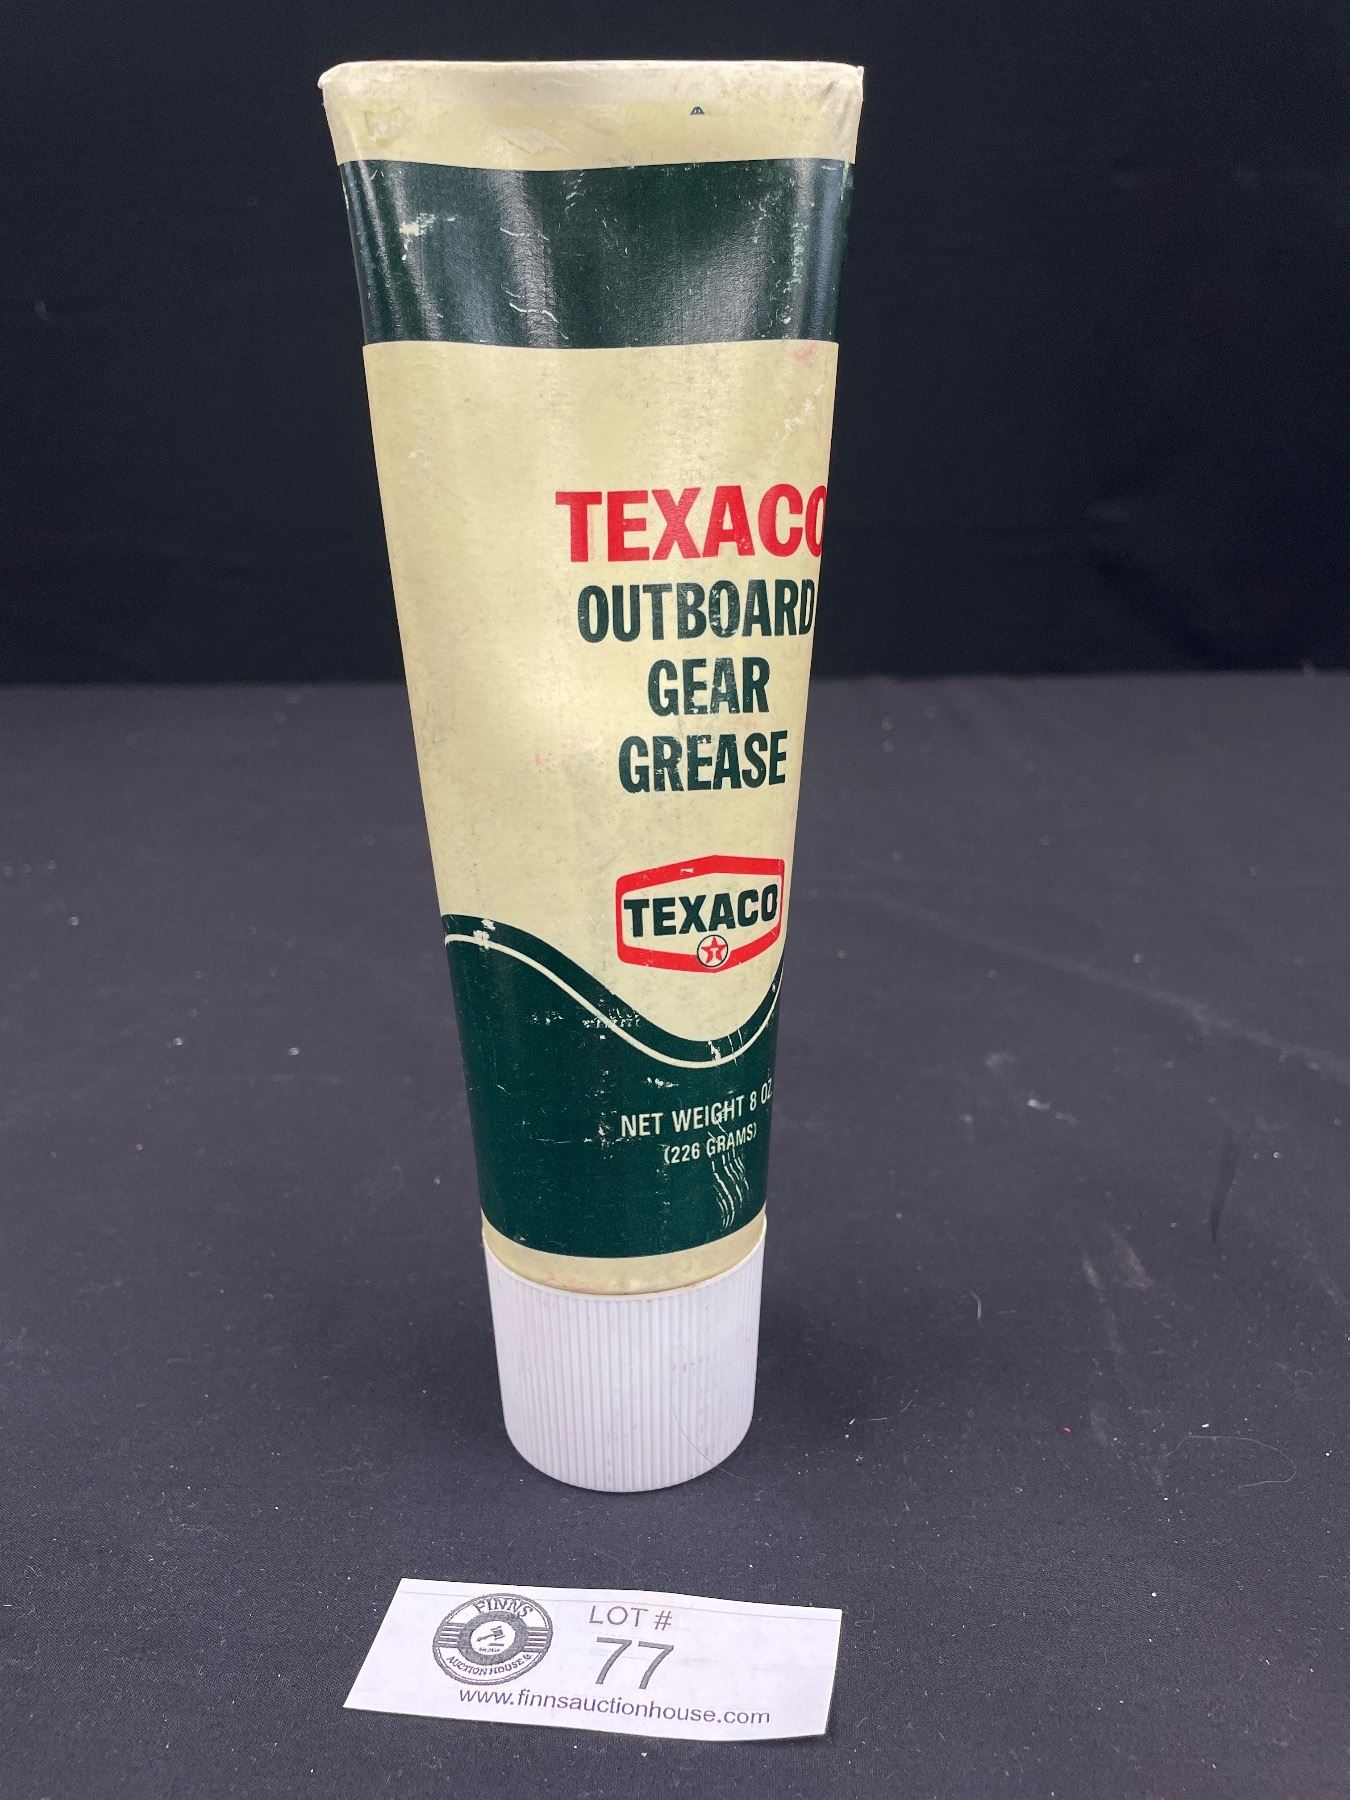 TEXACO
OUTBOARD
GEAR
GREASE
TEXACO
T
NET WEIGHT 8 OZ.
(226 GRAMS)
FINNS
AUCTION HOUSE
LOT #
77
www.finnsauctionhouse.com